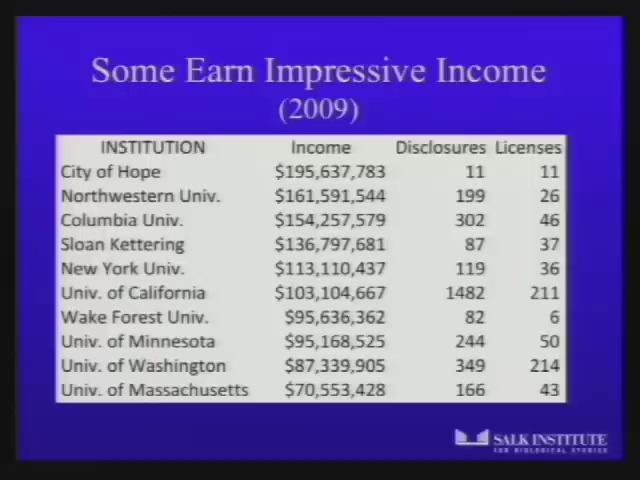 Some Earn Impressive Income
(2009)
INSTITUTION Income Disclosures Licenses
City of Hope $195,637,783 11 11
Northwestern Univ. $161,591,544 199 26
Columbia Univ. $154,257,579 302 46
Sloan Kettering $136,797,681 87 37
New York Univ. $113,110,437 119 36
Univ. of California $103,104,667 1482 211
Wake Forest Univ. $95,636,362 82 6
Univ. of Minnesota $95,168,525 244 50
Univ. of Washington $87,339,905 349 214
Univ. of Massachusetts $70,553,428 166 43
SALK INSTITUTE
FOR BIOLOGICAL STUDIES